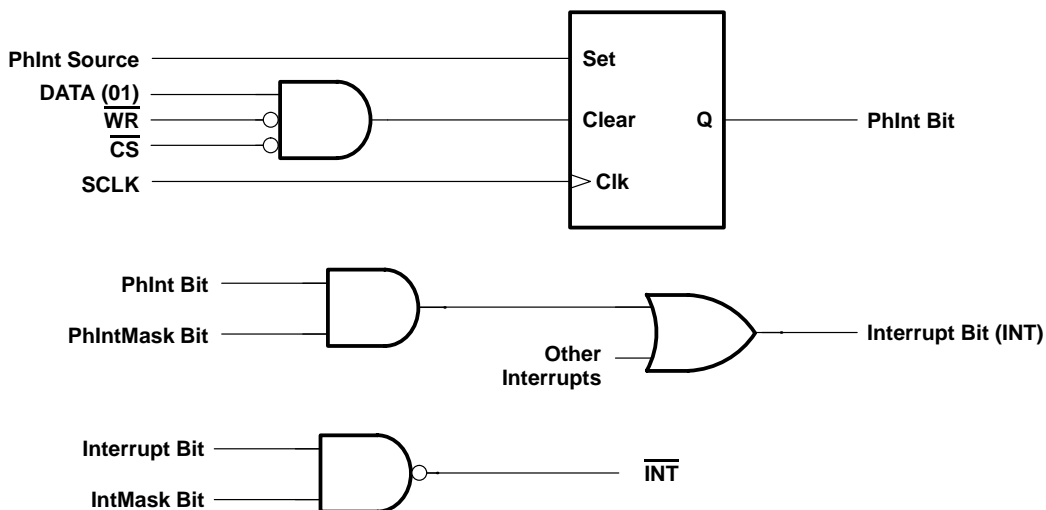 PhInt Source
Set
DATA (01)
WR
Clear
Q
PhInt Bit
CS
SCLK
Clk
PhInt Bit
PhIntMask Bit
Interrupt Bit (INT)
Other
Interrupts
Interrupt Bit
INT
IntMask Bit